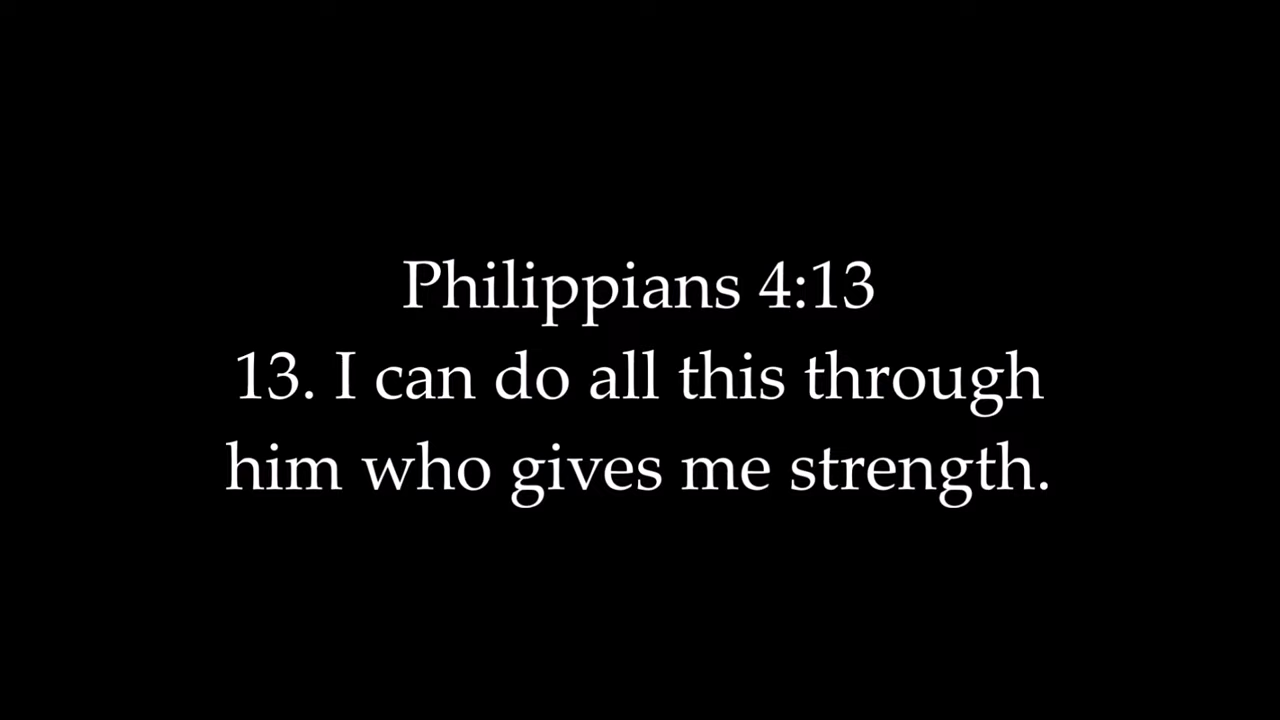 Philippians 4:13
13. I can do all this through
him who gives me strength.